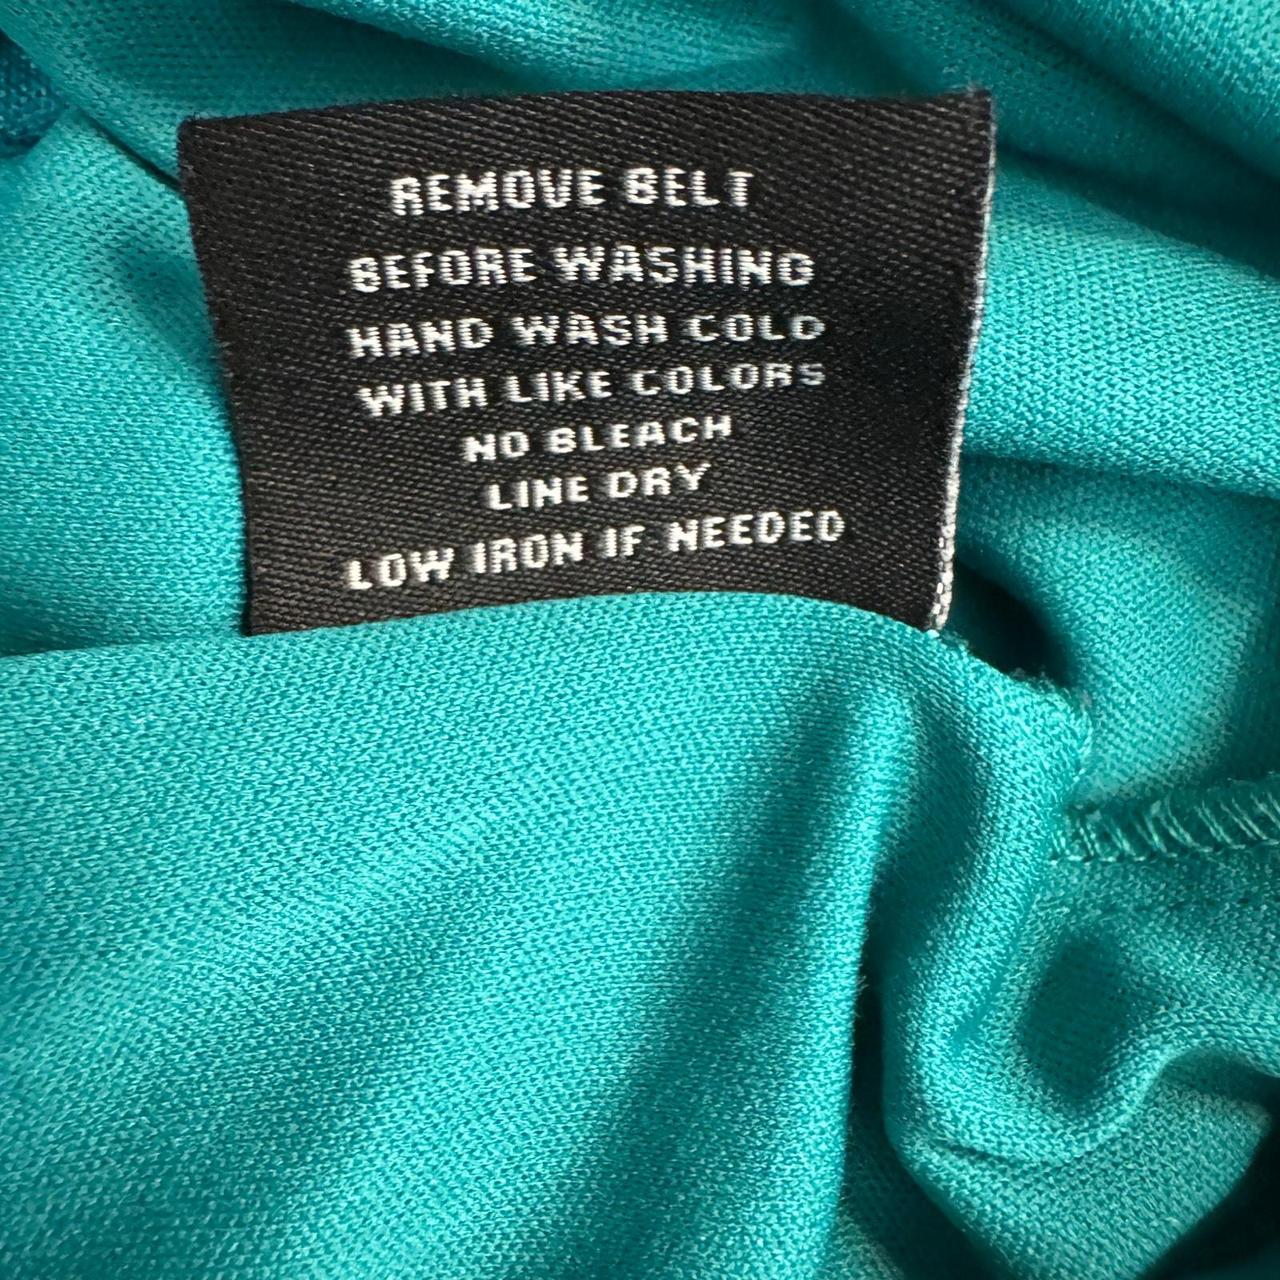 REMOVE BELT
BEFORE WASHING
HAND WASH COLD
WITH LIKE COLORS
NO BLEACH
LINE DRY
LOW IRON IF NEEDED